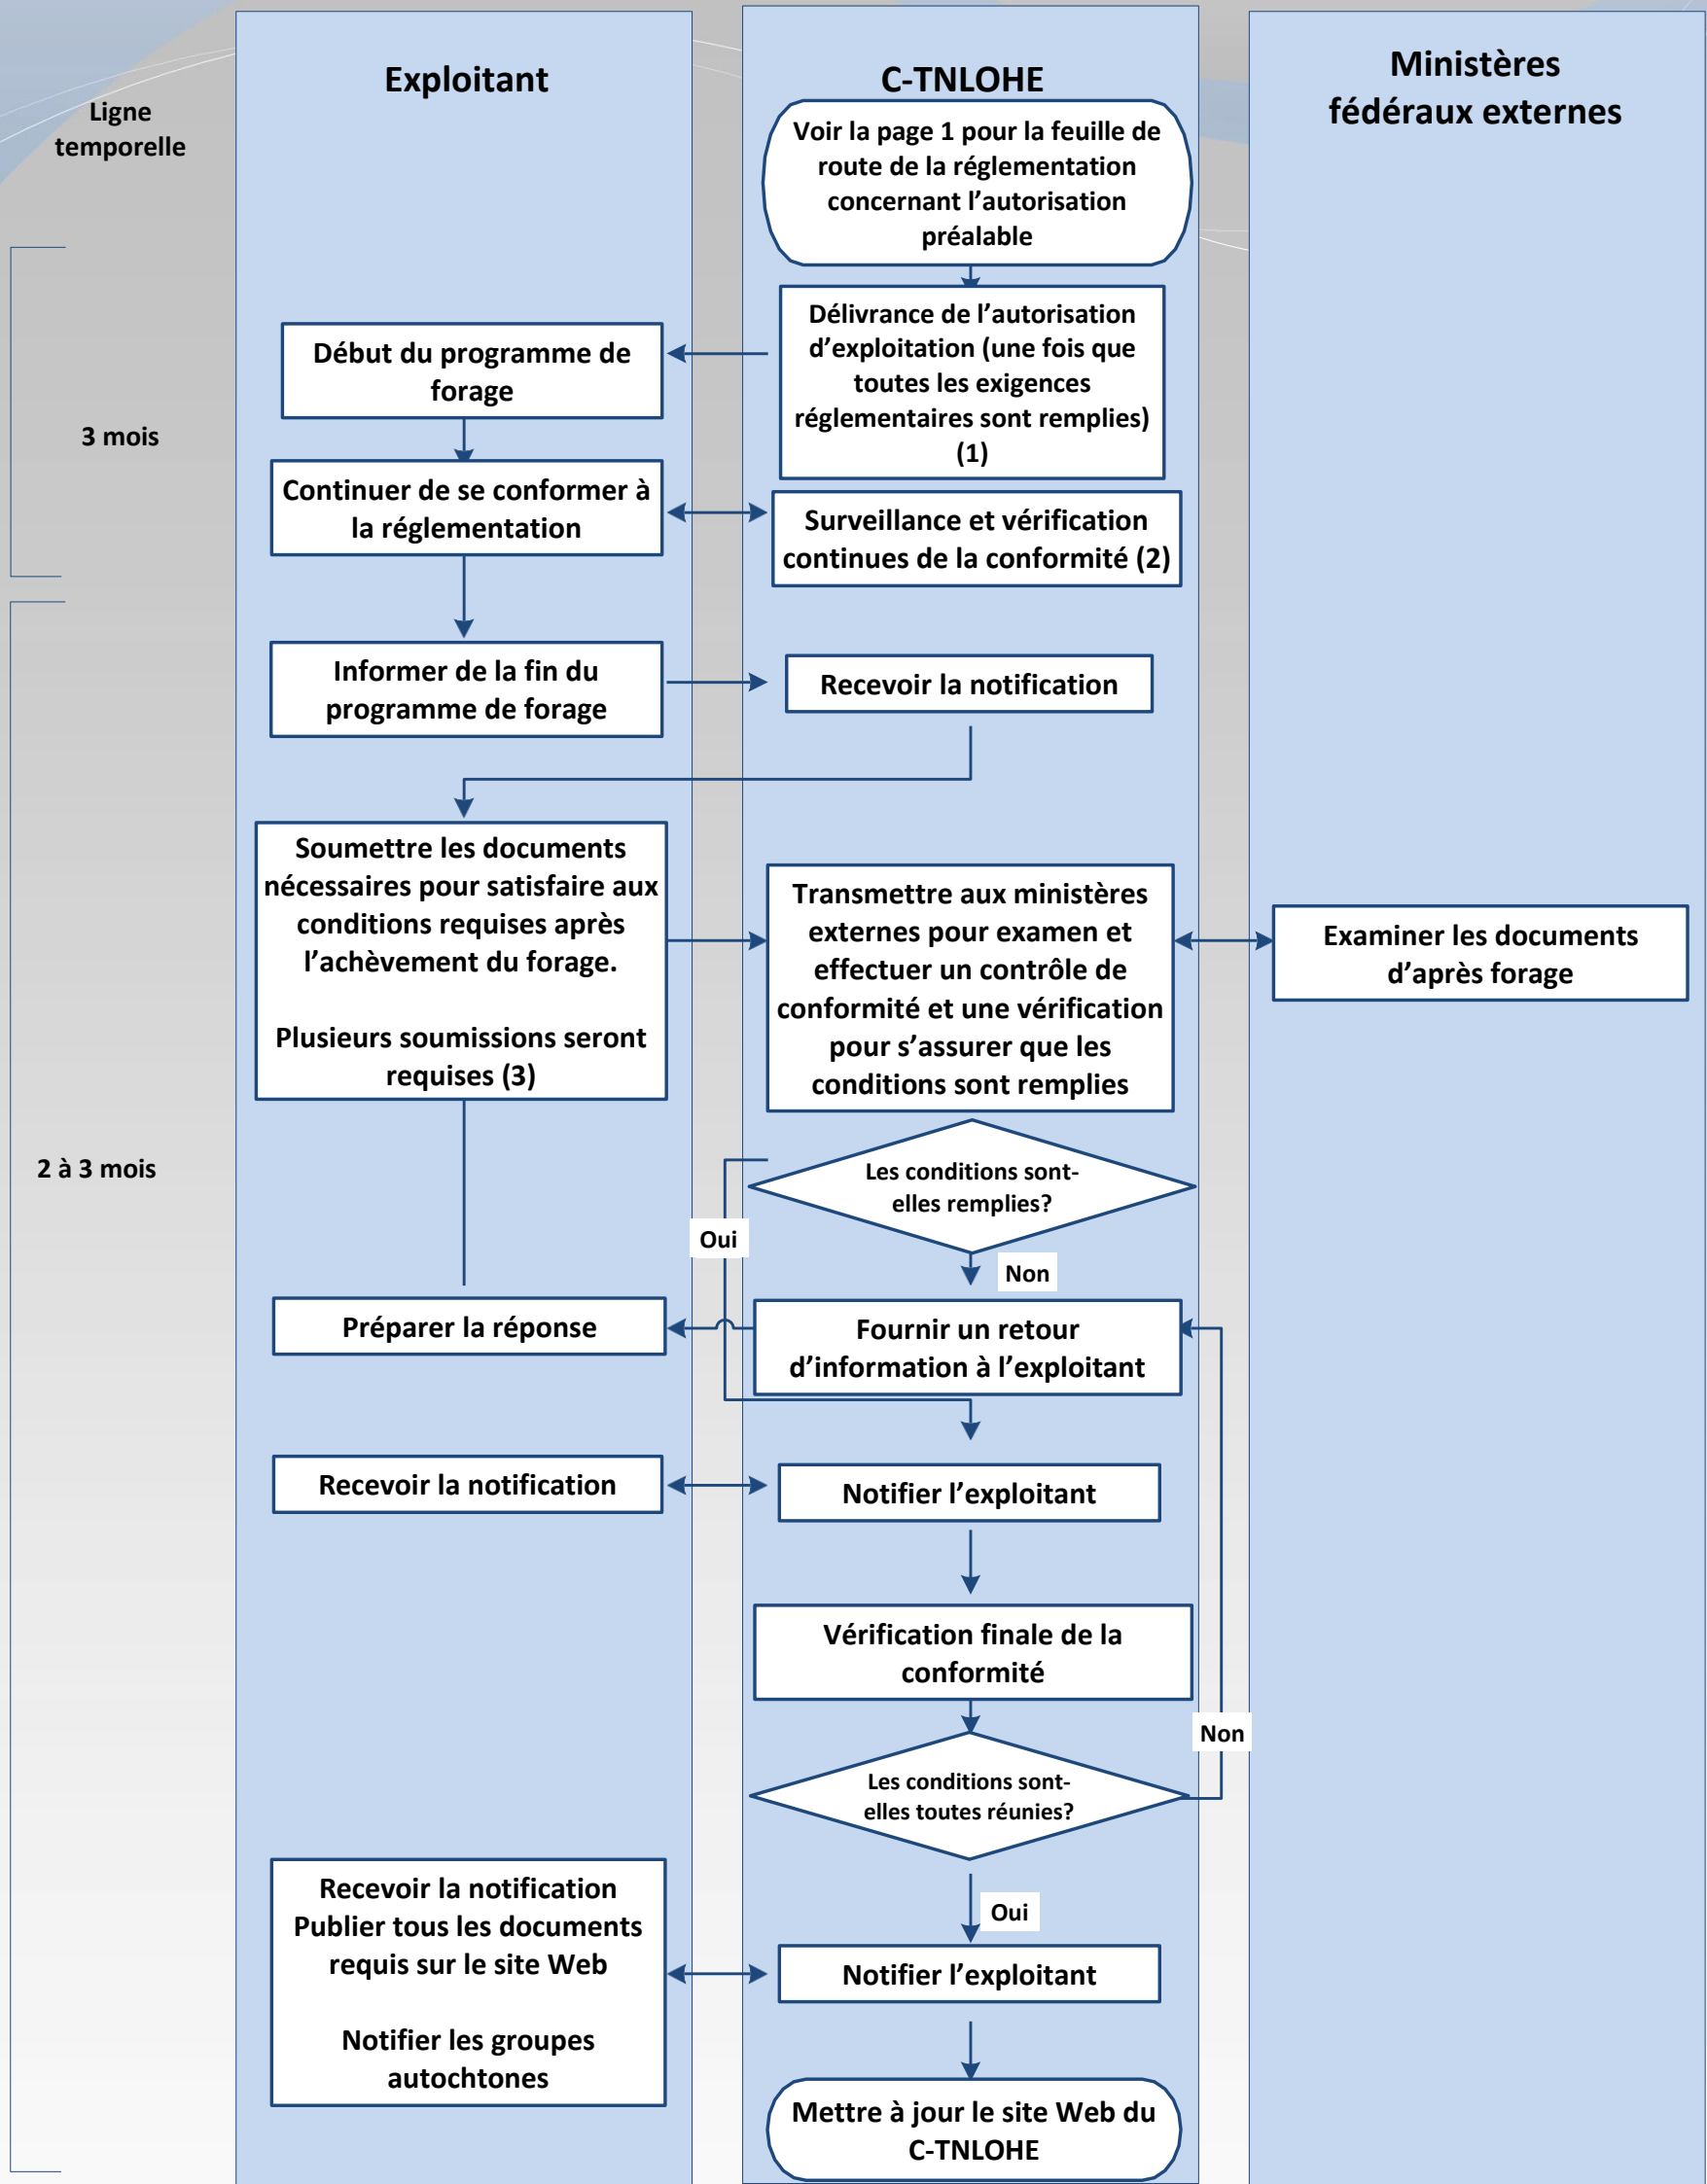 Exploitant
C-TNLOHE
Ministères
fédéraux externes
Ligne
temporelle
Voir la page 1 pour la feuille de
route de la réglementation
concernant l’autorisation
préalable
Délivrance de l’autorisation
d’exploitation (une fois que
toutes les exigences
réglementaires sont remplies)
(1)
Début du programme de
forage
3 mois
Continuer de se conformer à
la réglementation
Surveillance et vérification
continues de la conformité (2)
Informer de la fin du
programme de forage
Recevoir la notification
Soumettre les documents
nécessaires pour satisfaire aux
conditions requises après
l’achèvement du forage.
Plusieurs soumissions seront
requises (3)
Transmettre aux ministères
externes pour examen et
effectuer un contrôle de
conformité et une vérification
pour s’assurer que les
conditions sont remplies
Examiner les documents
d’après forage
2 à 3 mois
Les conditions sont-
elles remplies?
Oui
Non
Préparer la réponse
Fournir un retour
d’information à l’exploitant
Recevoir la notification
Notifier l’exploitant
Vérification finale de la
conformité
Non
Les conditions sont-
elles toutes réunies?
Oui
Recevoir la notification
Publier tous les documents
requis sur le site Web
Notifier les groupes
autochtones
Notifier l’exploitant
Mettre à jour le site Web du
C-TNLOHE